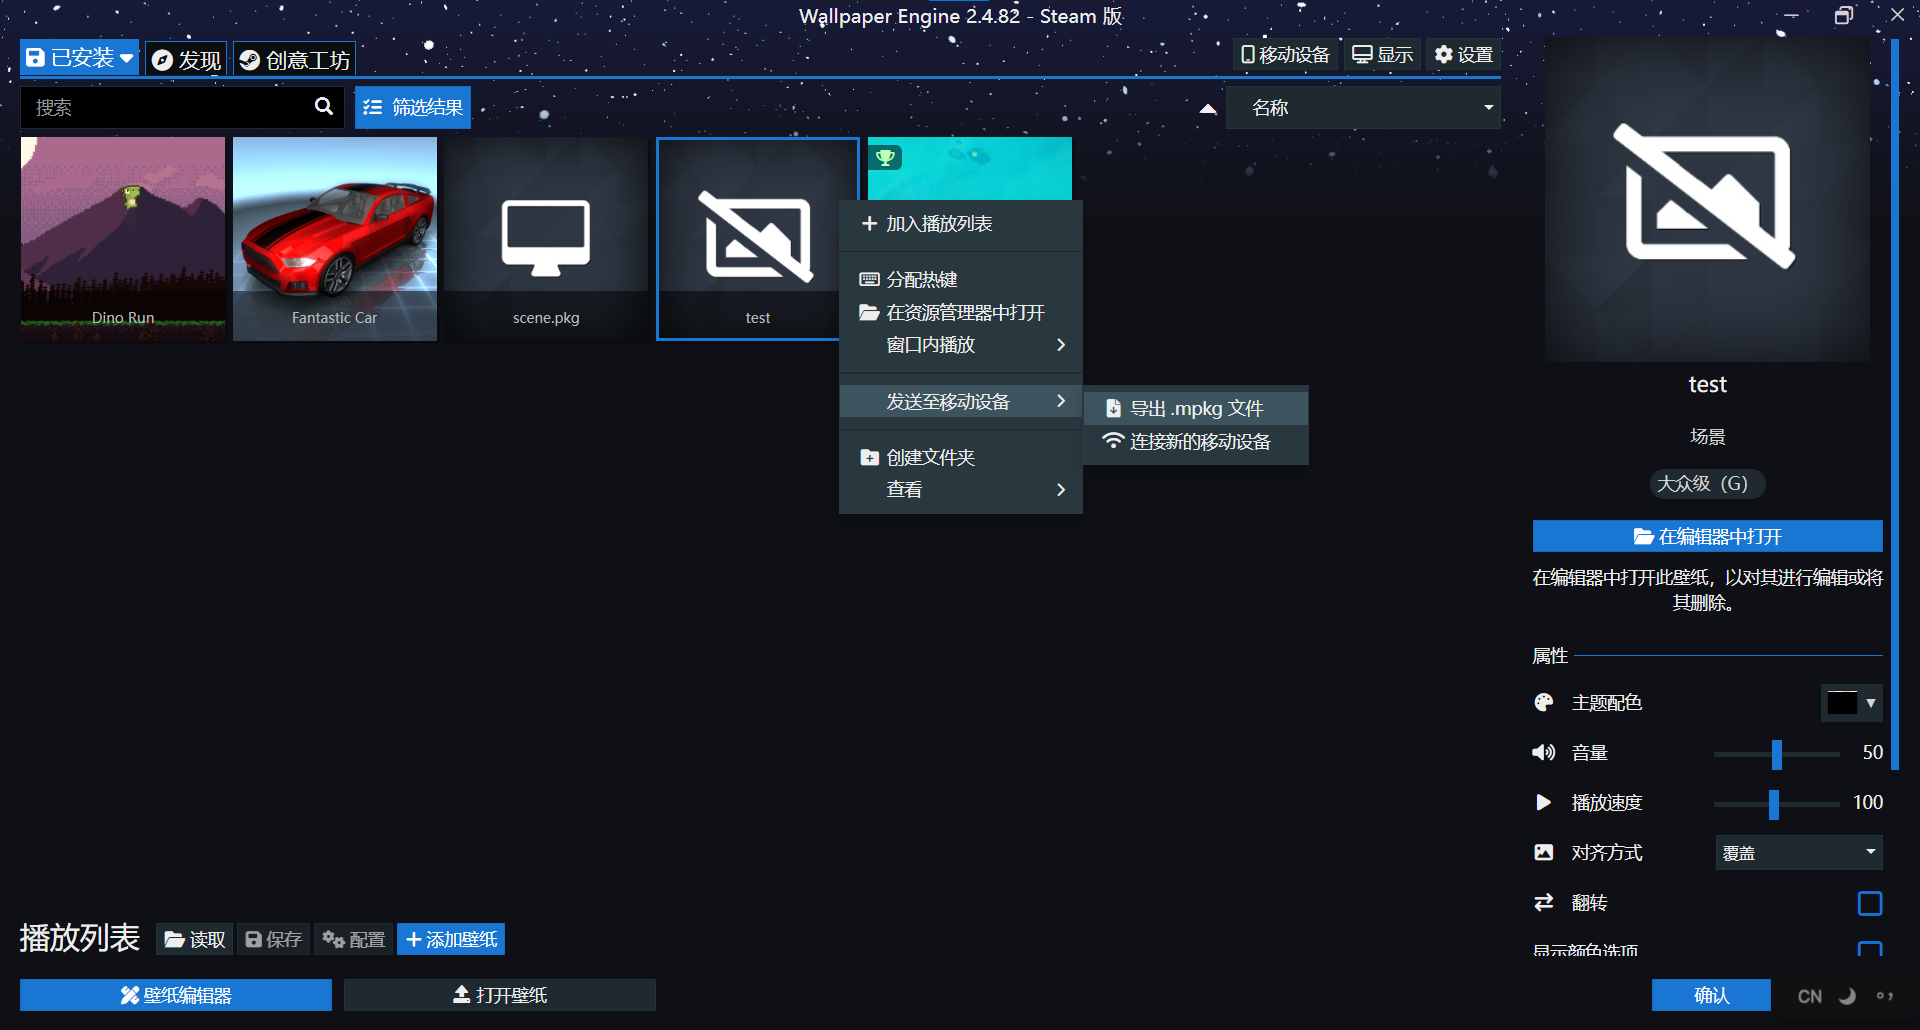 Wallpaper Engine 2.4.82 - Steam 版
已安装
发现
创意工坊
移动设备
显示
设置
搜索
筛选结果
名称
Dino Run
Fantastic Car
scene.pkg
test
加入播放列表
分配热键
在资源管理器中打开
窗口内播放
发送至移动设备
导出 .mpkg 文件
连接新的移动设备
创建文件夹
查看
test
场景
大众级（G）
在编辑器中打开
在编辑器中打开此壁纸，以对其进行编辑或将
其删除。
属性
主题配色
音量
50
播放速度
100
对齐方式
覆盖
翻转
显示颜色选项
播放列表
读取
保存
配置
添加壁纸
壁纸编辑器
打开壁纸
确认
CN